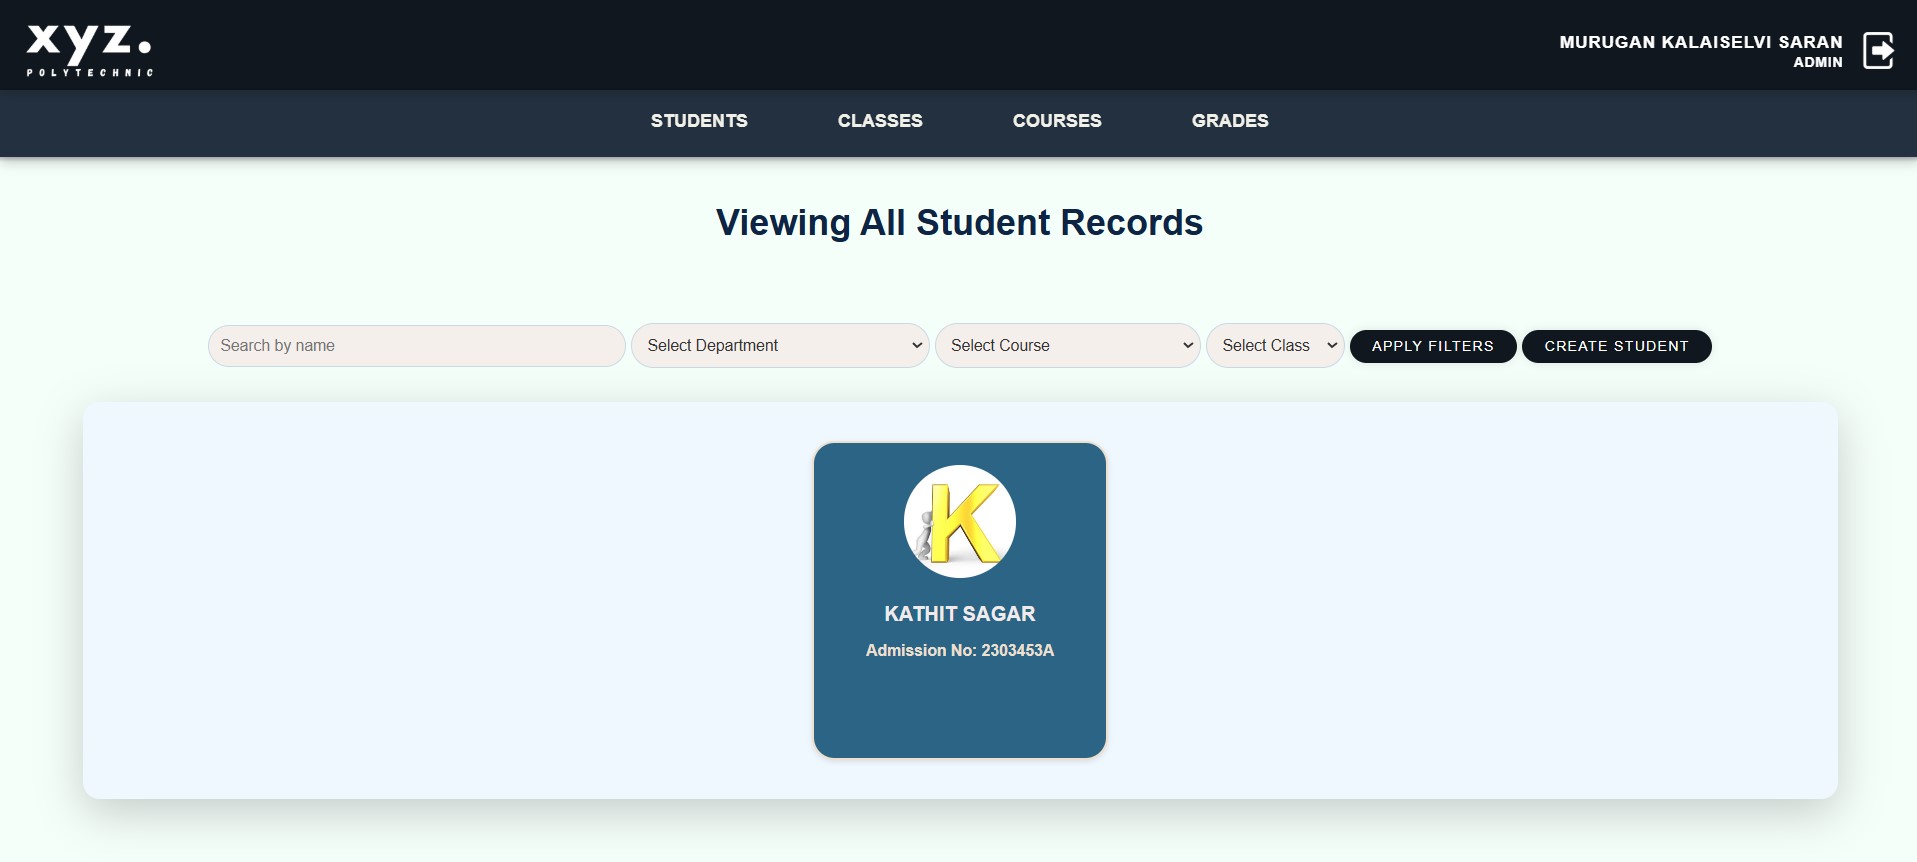 xyz.
POLYTECHNIC
MURUGAN KALAISELVI SARAN
ADMIN
STUDENTS CLASSES COURSES GRADES
Viewing All Student Records
Search by name Select Department Select Course Select Class APPLY FILTERS CREATE STUDENT
K
KATHIT SAGAR
Admission No: 2303453A